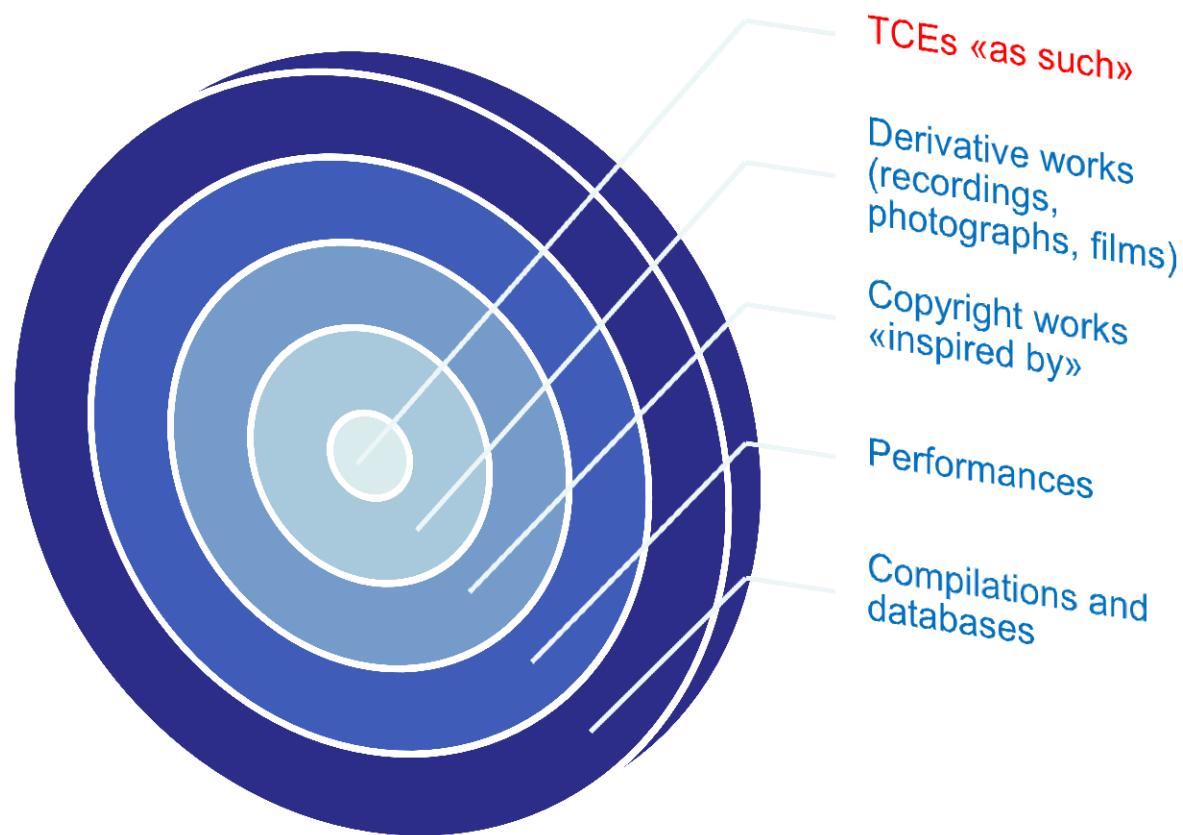 TCEs «as such»
Derivative works
(recordings,
photographs, films)
Copyright works
«inspired by»
Performances
Compilations and
databases